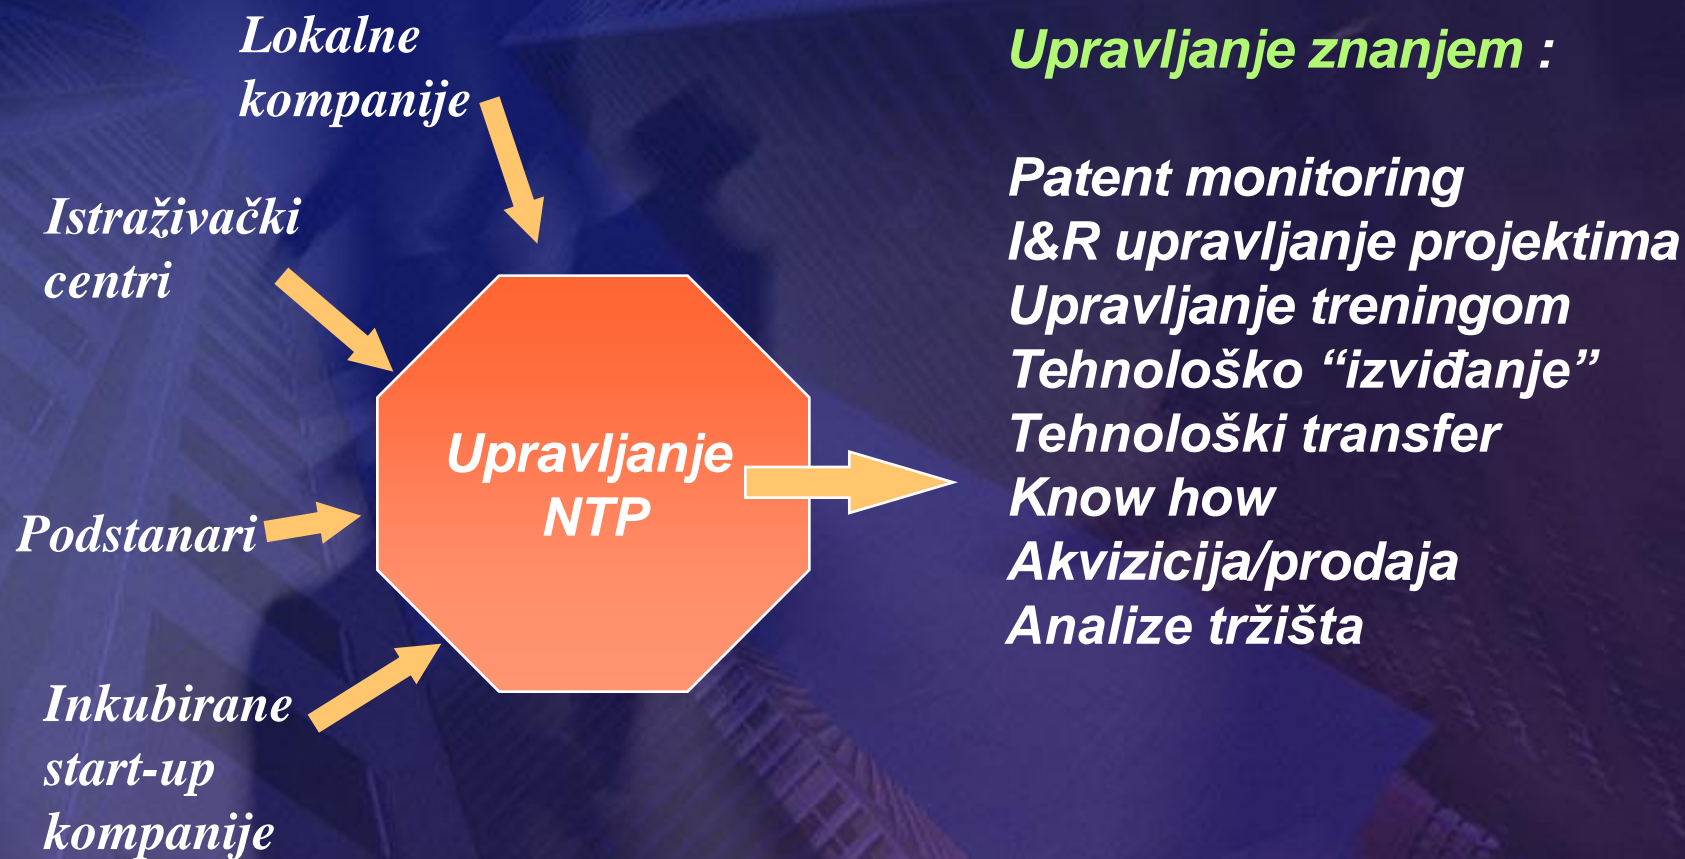 Lokalne
kompanije
Istraživački
centri
Podstanari
Inkubirane
start-up
kompanije
Upravljanje
NTP
Upravljanje znanjem :
Patent monitoring
I&R upravljanje projektima
Upravljanje treningom
Tehnološko “izviđanje”
Tehnološki transfer
Know how
Akvizicija/prodaja
Analize tržišta